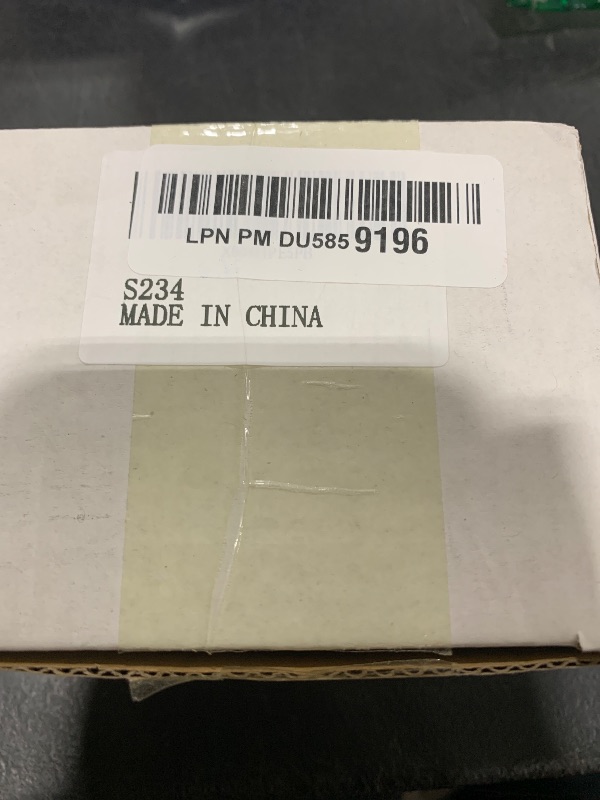 LPN PM DU585 9196
S234
MADE IN CHINA